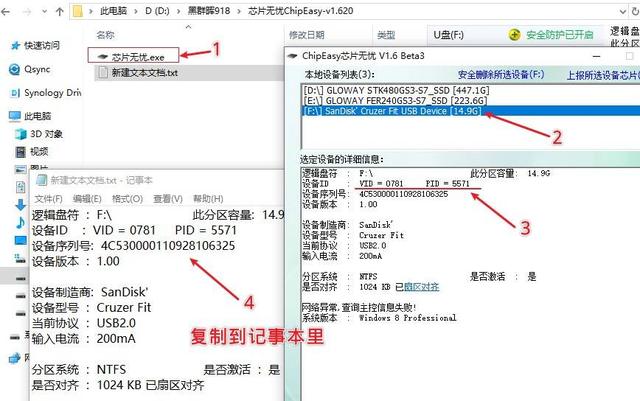 此电脑 > D (D:) > 黑群晖918 > 芯片无忧ChipEasy-v1.620
名称
修改日期
U盘(F:)
安全防护已开启
快速访问
Qsync
Synology Driv
此电脑
3D 对象
视频
图片
芯片无忧.exe
新建文本文档.txt
1
ChipEasy芯片无忧 V1.6 Beta3
本地设备列表(3):
安全删除所选设备(F:)
上报所选设备芯片(
[D:\] GLOWAY STK480GS3-S7_SSD [447.1G]
[E:\] GLOWAY FER240GS3-S7_SSD [223.6G]
[F:\] SanDisk' Cruzer Fit USB Device [14.9G]
2
选定设备的详细信息:
逻辑盘符 : F:\ 此分区容量: 14.9G
设备ID : VID = 0781 PID = 5571
设备序列号: 4C530000110928106325
设备版本 : 1.00
3
设备制造商: SanDisk'
设备型号 : Cruzer Fit
当前协议 : USB2.0
输入电流 : 200mA
分区系统 : NTFS 是否激活 : 是
是否对齐 : 1024 KB 已扇区对齐
网络异常,查询主控信息失败!
系统版本 : Windows 8 Professional
新建文本文档.txt - 记事本
文件(F) 编辑(E) 格式(O) 查看(V) 帮助(H)
逻辑盘符 : F:\ 此分区容量: 14.9
设备ID : VID = 0781 PID = 5571
设备序列号: 4C530000110928106325
设备版本 : 1.00
4
复制到记事本里
设备制造商: SanDisk'
设备型号 : Cruzer Fit
当前协议 : USB2.0
输入电流 : 200mA
分区系统 : NTFS 是否激活 : 是
是否对齐 : 1024 KB 已扇区对齐